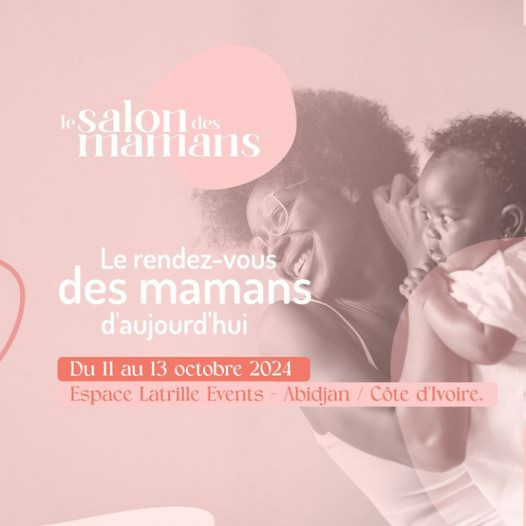 le salon des
mamans
Le rendez-vous
des mamans
d'aujourd'hui
Du 11 au 13 octobre 2024
Espace Latrille Events - Abidjan / Côte d'Ivoire.